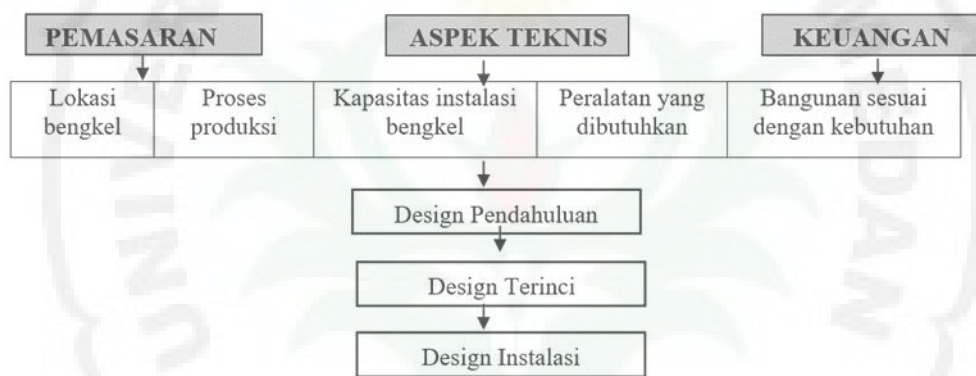 PEMASARAN
ASPEK TEKNIS
KEUANGAN
Lokasi
bengkel
Proses
produksi
Kapasitas instalasi
bengkel
Peralatan yang
dibutuhkan
Bangunan sesuai
dengan kebutuhan
Design Pendahuluan
Design Terinci
Design Instalasi